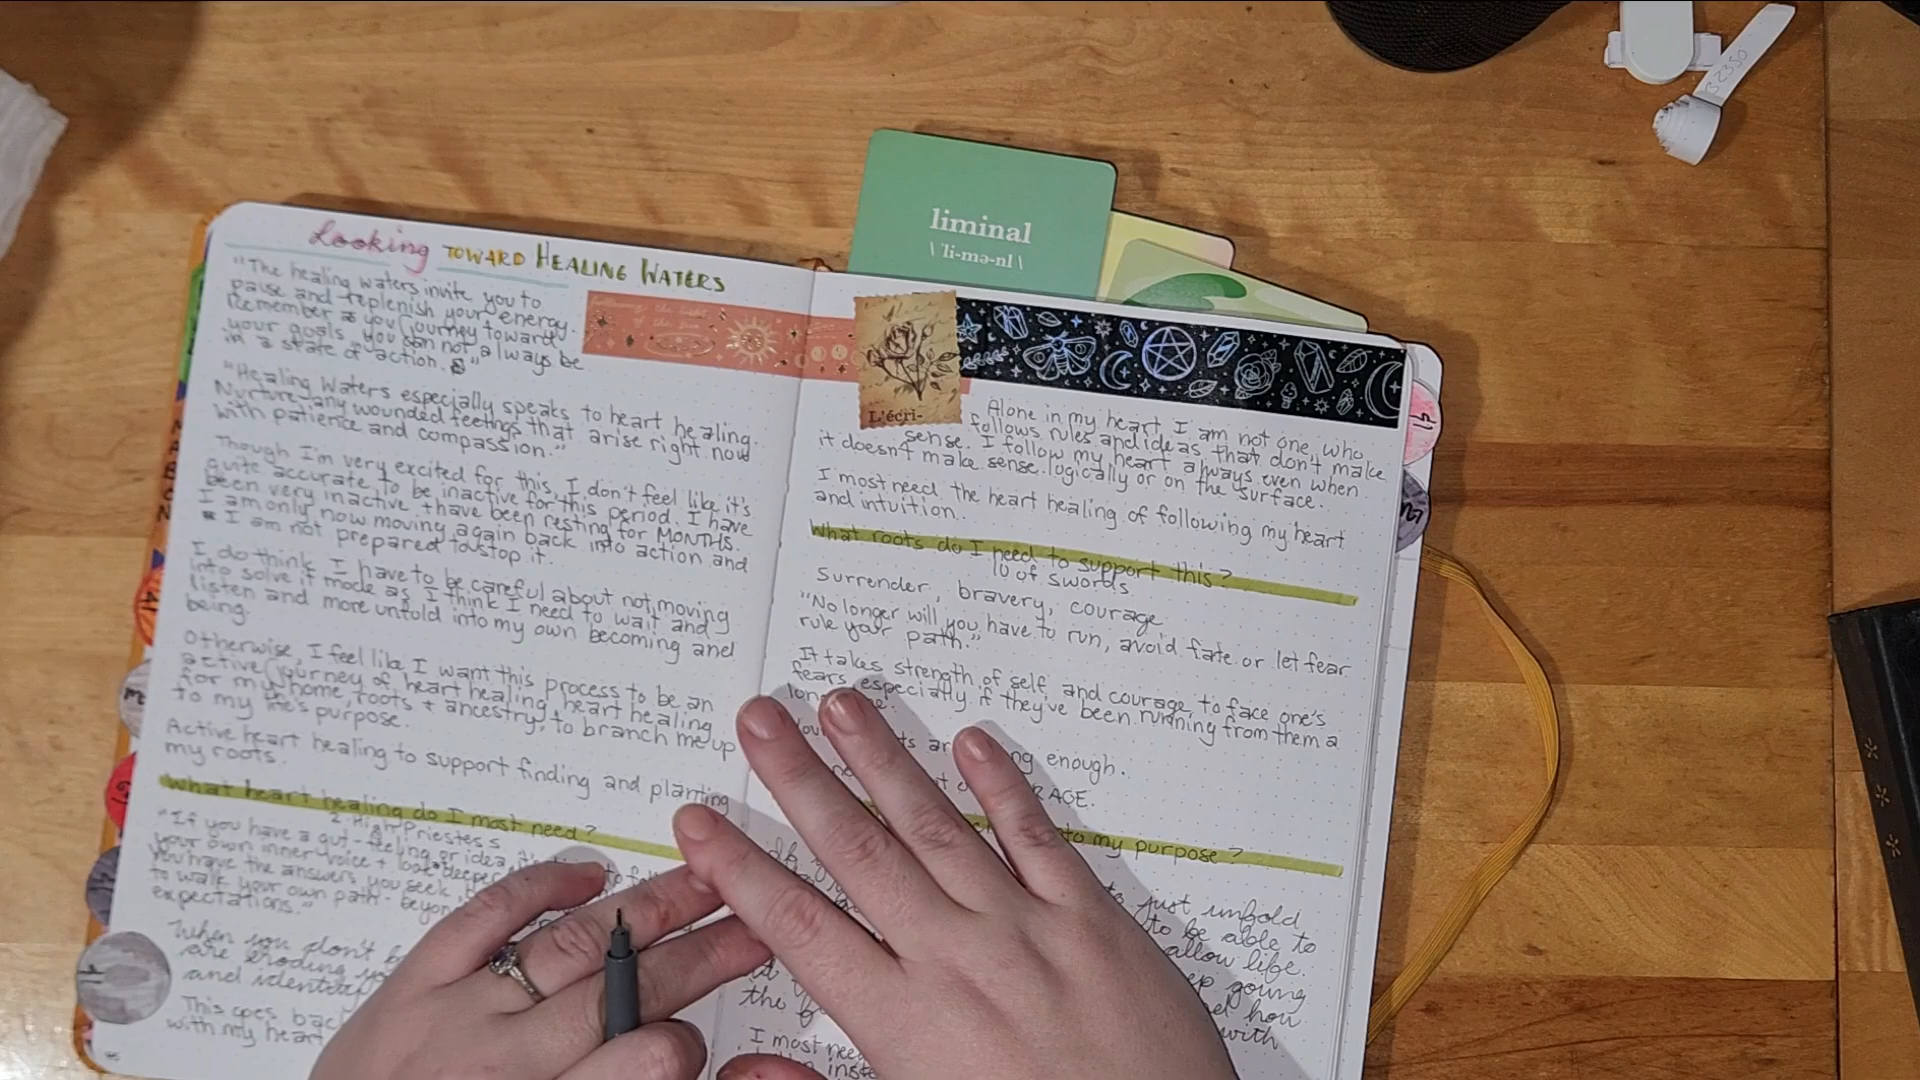 liminal
\ 'li-mə-nl \
Looking TOWARD HEALING WATERS
"The healing waters invite you to
pause and replenish your energy.
Remember as you journey toward
your goals you can not always be
in a state of action."
"Healing Waters especially speaks to heart healing.
Nurture any wounded feelings that arise right now
with patience and compassion."
Though I'm very excited for this, I don't feel like it's
quite accurate to be inactive for this period. I have
been very inactive + have been resting for MONTHS.
I am only now moving again back into action and
I am not prepared to stop it.
I do think I have to be careful about not moving
into solve it mode as I think I need to wait and
listen and more unfold into my own becoming and
being.
Otherwise, I feel like I want this process to be an
active journey of heart healing, heart healing
for my home, roots + ancestry, to branch me up
to my life's purpose.
Active heart healing to support finding and planting
my roots.
What heart healing do I most need?
2-High Priestess
"If you have a gut-feeling or idea,
your own inner voice + look deeper
you have the answers you seek,
to walk your own path - beyond
expectations."
When you don't
are eroding
and identity
This goes back
with my heart
L'écri-
Alone in my heart, I am not one, who
follows rules and ideas that don't make
sense. I follow my heart always even when
it doesn't make sense logically or on the surface.
I most need the heart healing of following my heart
and intuition.
What roots do I need to support this?
10 of swords
Surrender, bravery, courage
"No longer will you have to run, avoid fate or let fear
rule your path."
It takes strength of self, and courage, to face one's
fears, especially if they've been running from them a
enough.
to my purpose?
just unfold
to be able to
allow life.
going
how
the
with
I most need